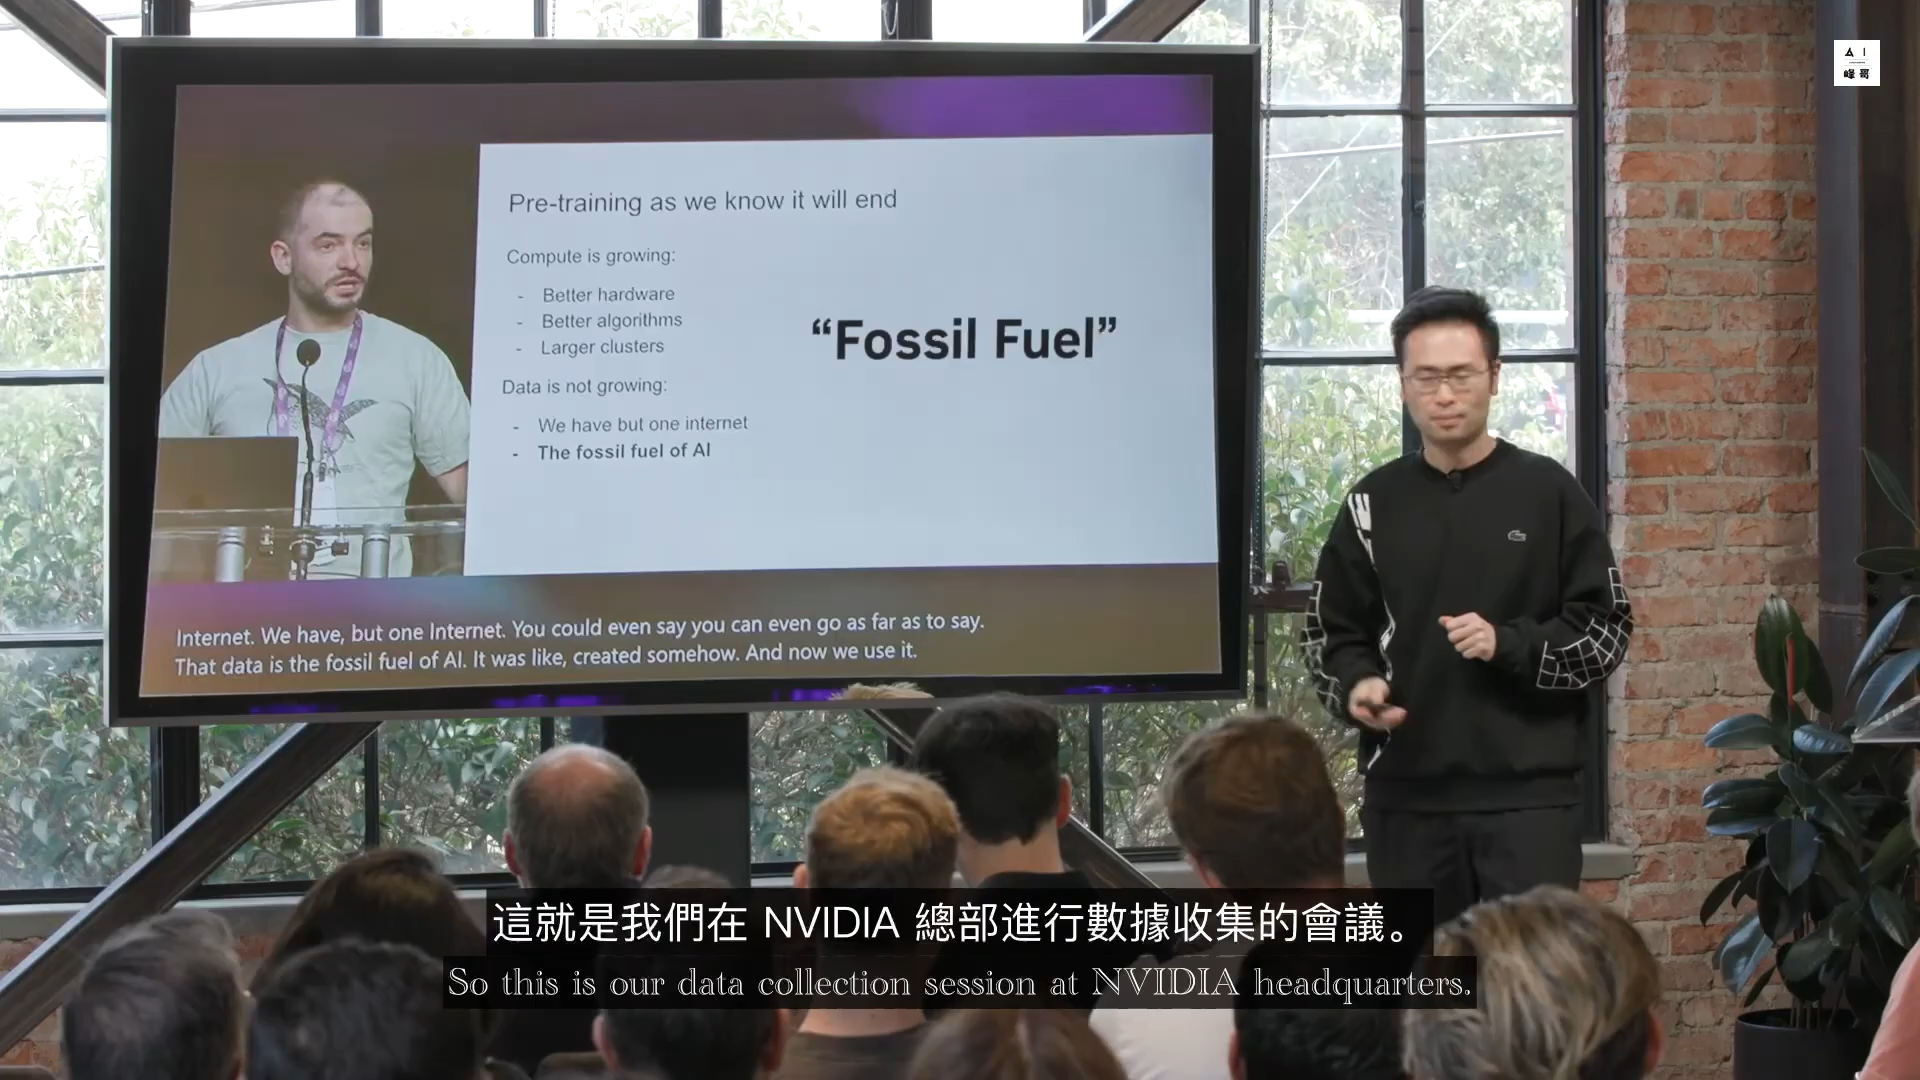 AI
峰哥
Pre-training as we know it will end
Compute is growing:
- Better hardware
- Better algorithms
- Larger clusters
Data is not growing:
- We have but one internet
- The fossil fuel of AI
“Fossil Fuel”
Internet. We have, but one Internet. You could even say you can even go as far as to say.
That data is the fossil fuel of AI. It was like, created somehow. And now we use it.
這就是我們在 NVIDIA 總部進行數據收集的會議。
So this is our data collection session at NVIDIA headquarters.